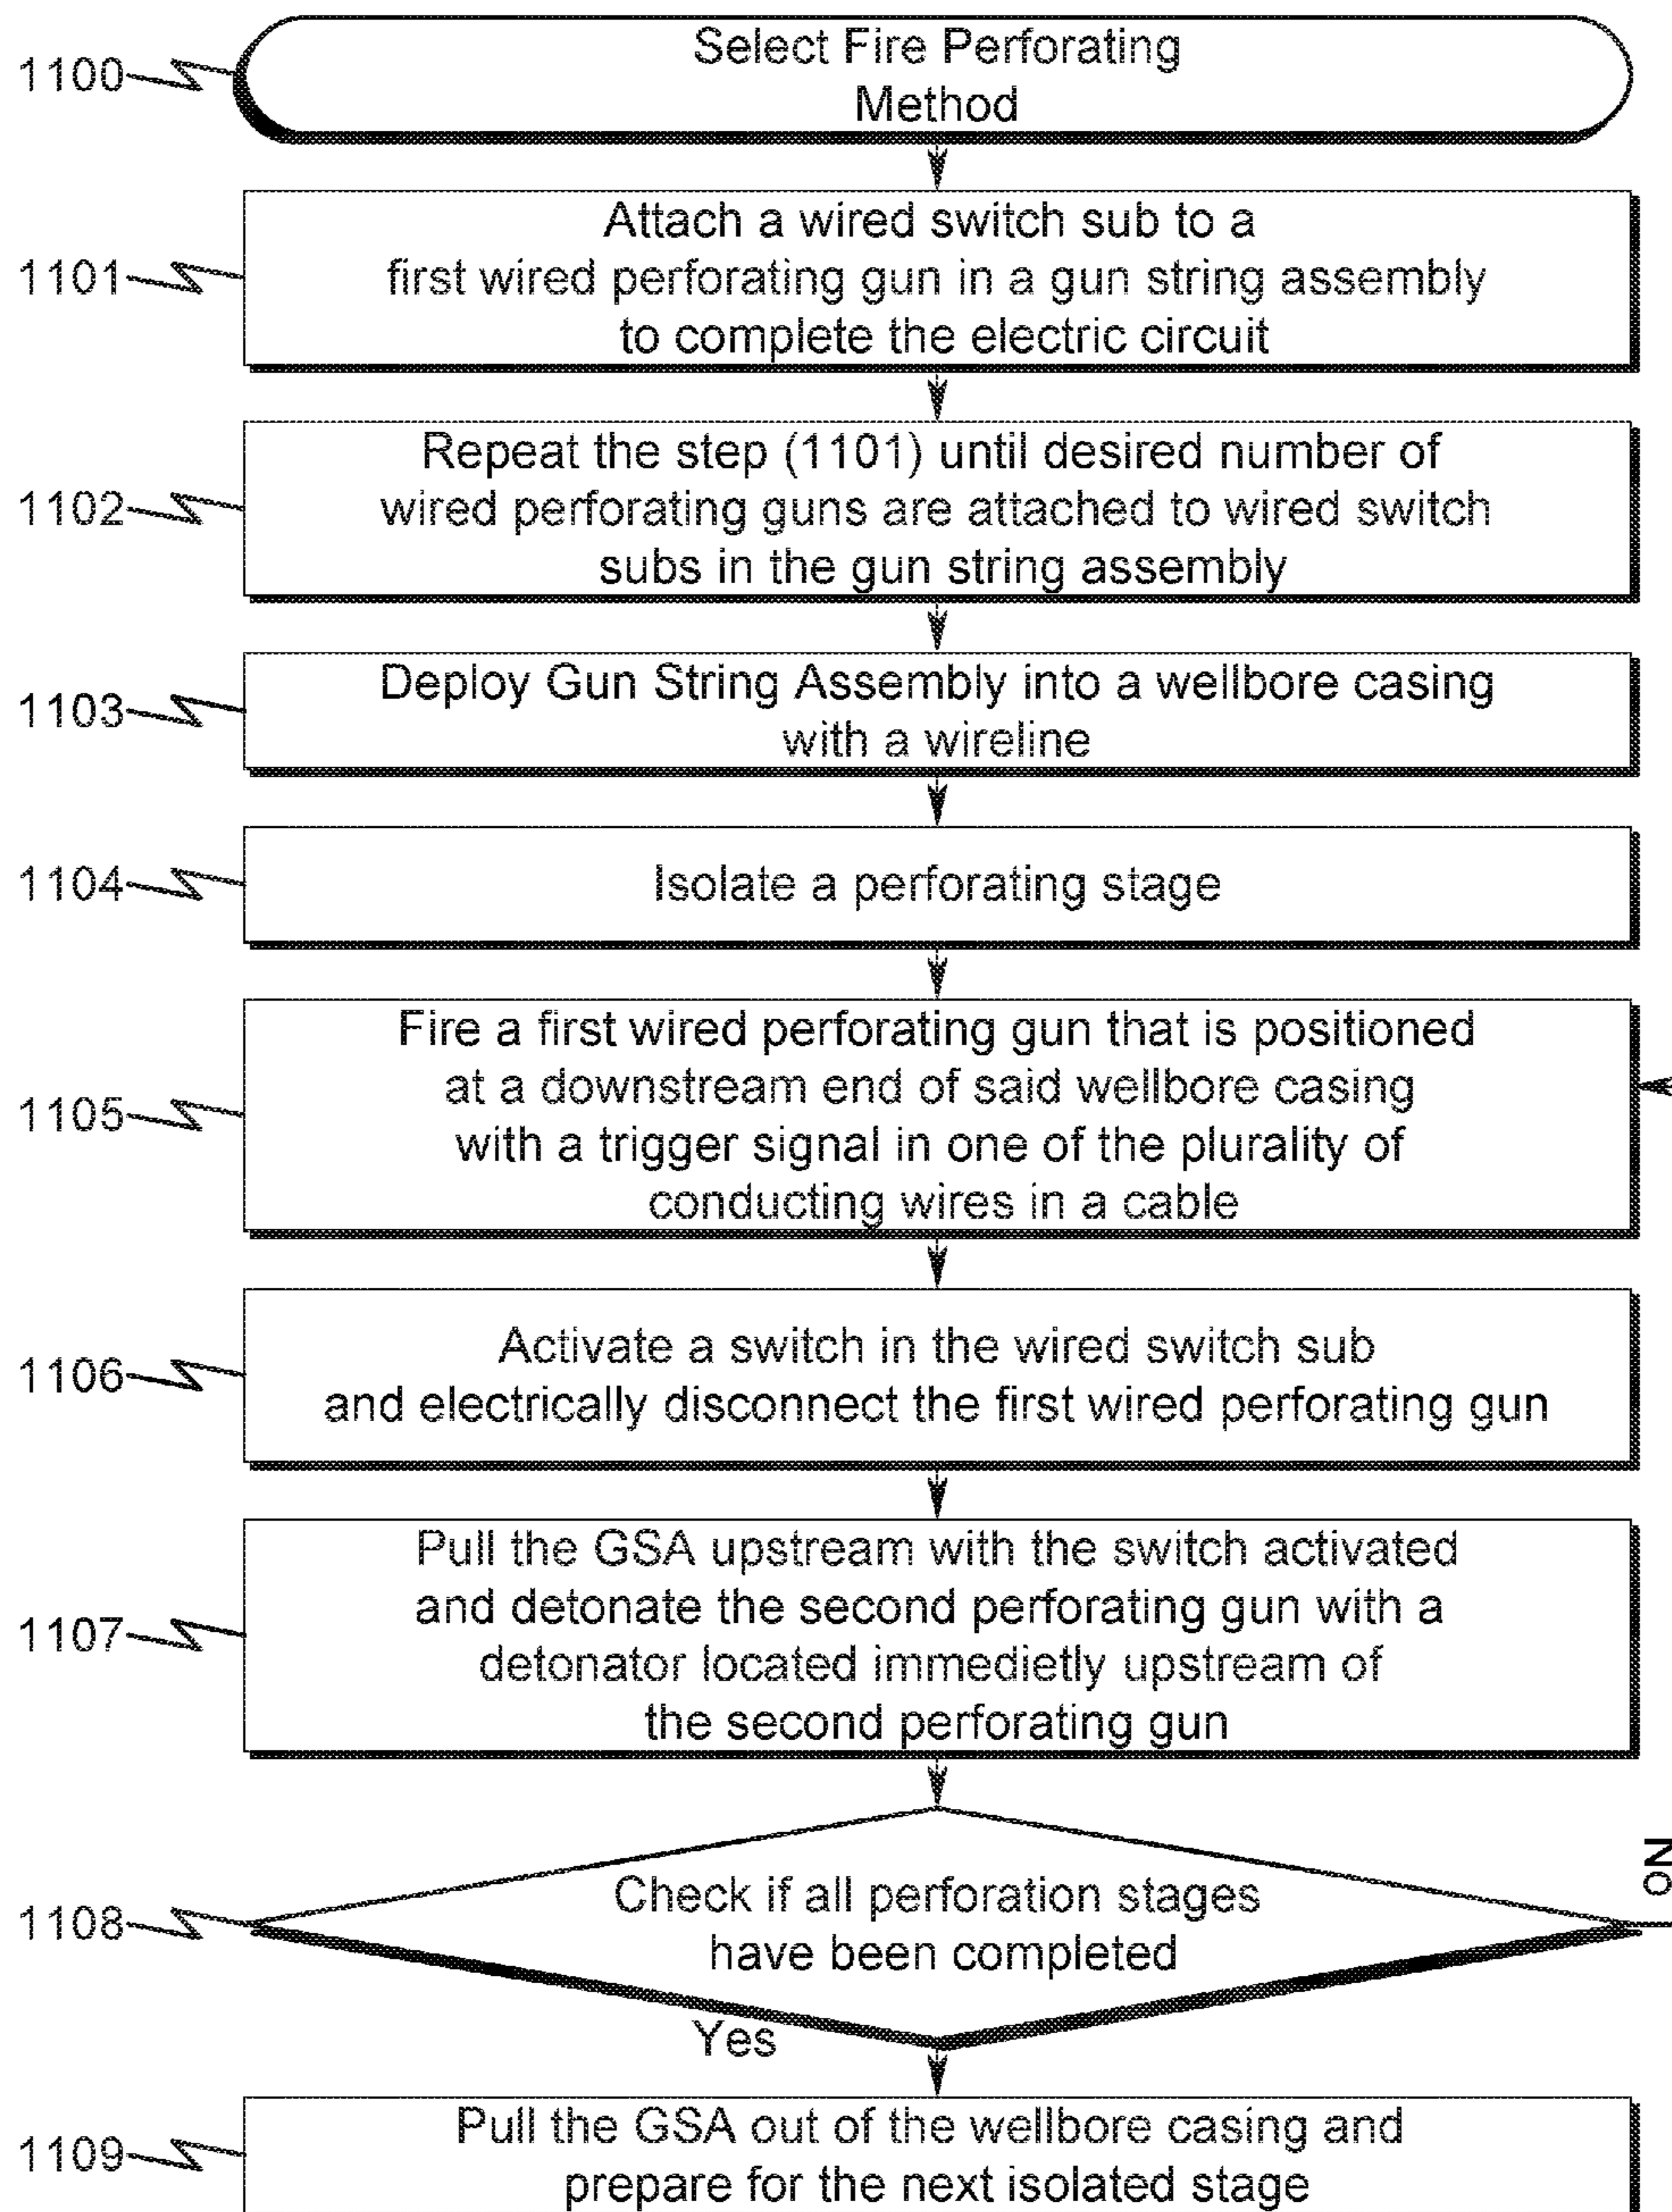 1100
Select Fire Perforating
Method
1101
Attach a wired switch sub to a
first wired perforating gun in a gun string assembly
to complete the electric circuit
1102
Repeat the step (1101) until desired number of
wired perforating guns are attached to wired switch
subs in the gun string assembly
1103
Deploy Gun String Assembly into a wellbore casing
with a wireline
1104
Isolate a perforating stage
1105
Fire a first wired perforating gun that is positioned
at a downstream end of said wellbore casing
with a trigger signal in one of the plurality of
conducting wires in a cable
1106
Activate a switch in the wired switch sub
and electrically disconnect the first wired perforating gun
1107
Pull the GSA upstream with the switch activated
and detonate the second perforating gun with a
detonator located immedietly upstream of
the second perforating gun
1108
Check if all perforation stages
have been completed
NO
Yes
1109
Pull the GSA out of the wellbore casing and
prepare for the next isolated stage